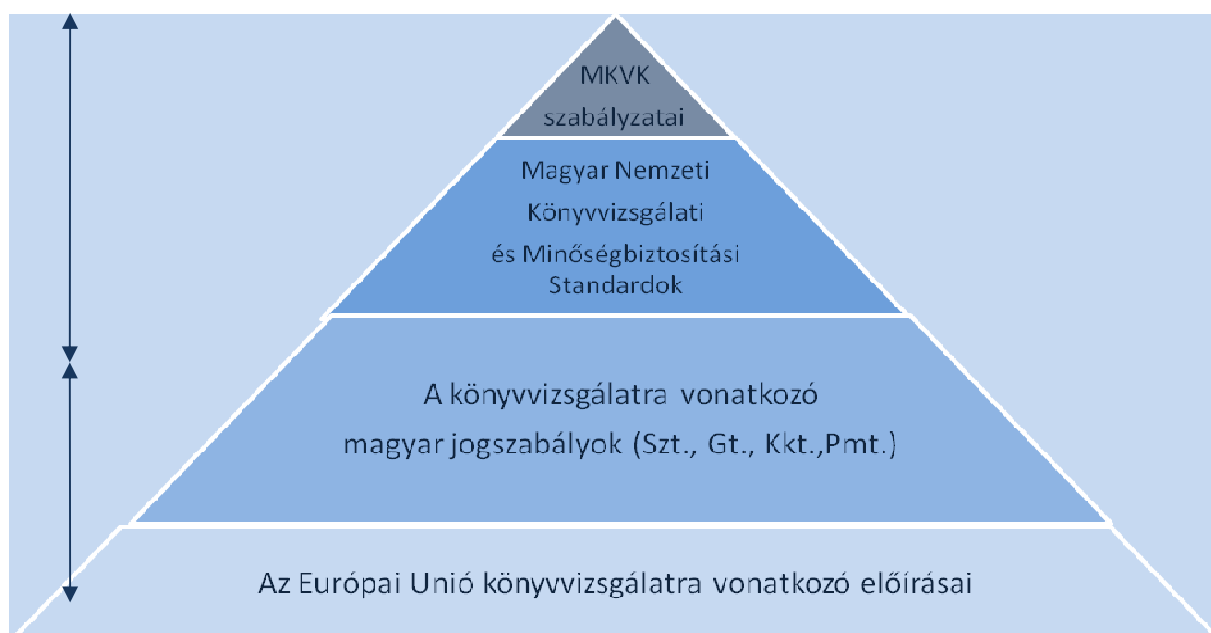 MKVK
szabályzatai
Magyar Nemzeti
Könyvvizsgálati
és Minőségbiztosítási
Standardok
A könyvvizsgálatra vonatkozó
magyar jogszabályok (Szt., Gt., Kkt.,Pmt.)
Az Európai Unió könyvvizsgálatra vonatkozó előírásai